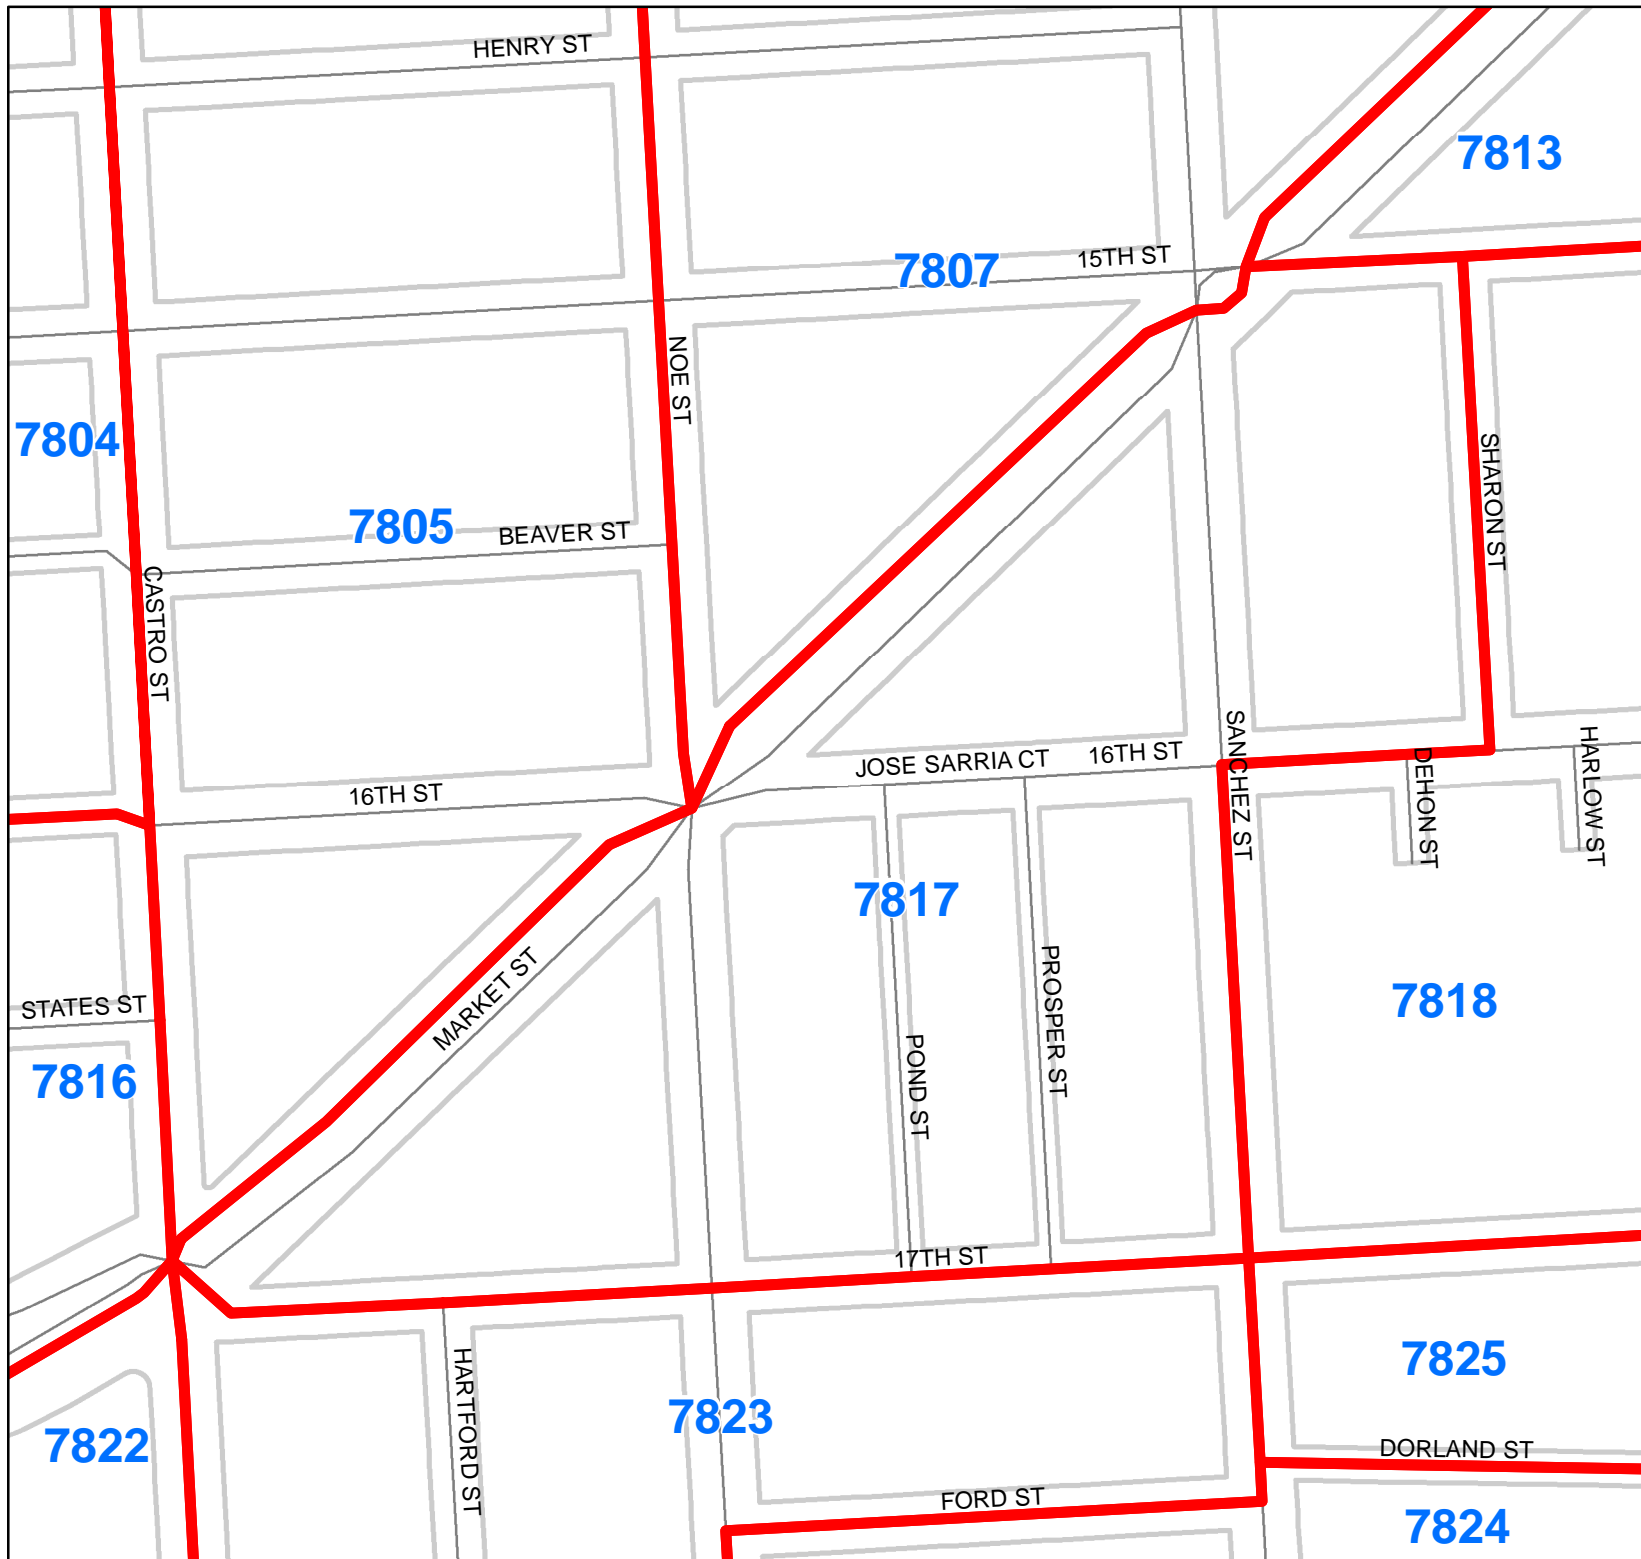 HENRY ST
7813
15TH ST
7807
NOE ST
7804
SHARON ST
7805
BEAVER ST
CASTRO ST
SANCHEZ ST
16TH ST
JOSE SARRIA CT
DEHON ST
HARLOW ST
16TH ST
7817
MARKET ST
PROSPER ST
7818
STATES ST
POND ST
7816
17TH ST
HARTFORD ST
7825
7823
7822
DORLAND ST
FORD ST
7824